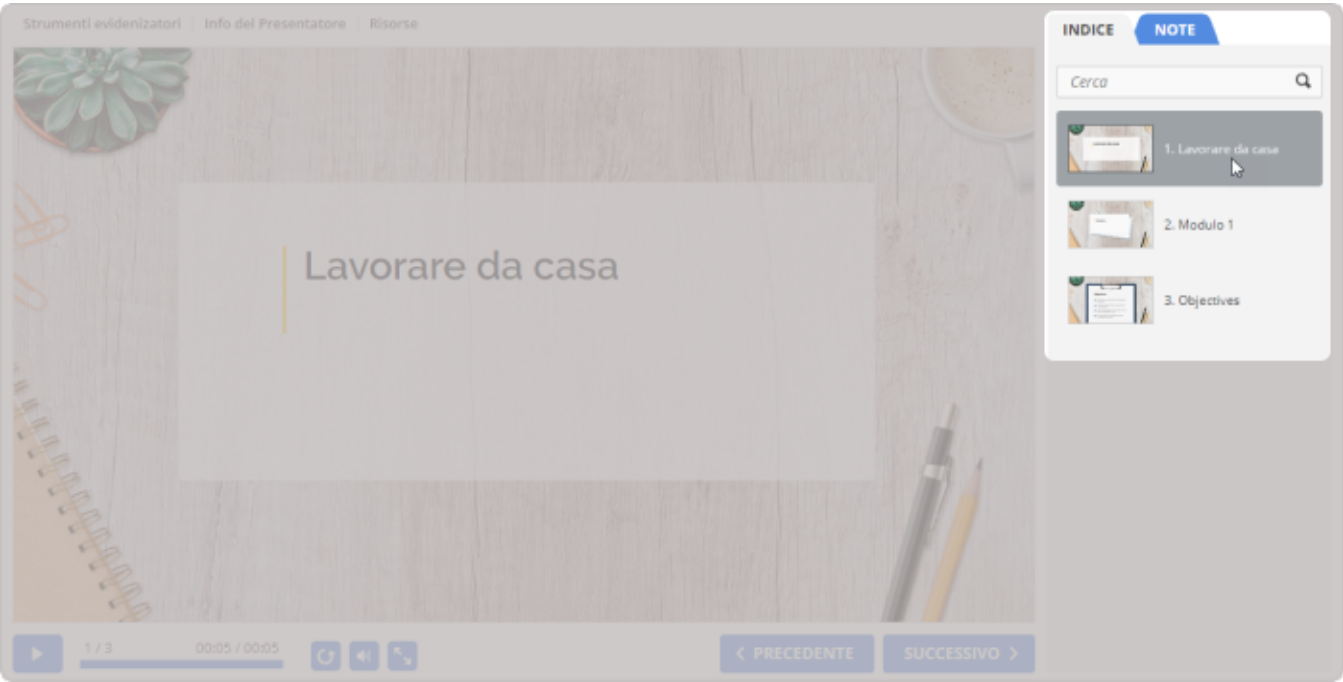 Strumenti evidenizatori Info del Presentatore Risorse
INDICE NOTE
Cerca
Lavorare da casa
1. Lavorare da casa
2. Modulo 1
3. Objectives
1 / 3 00:05 / 00:05
PRECEDENTE SUCCESSIVO